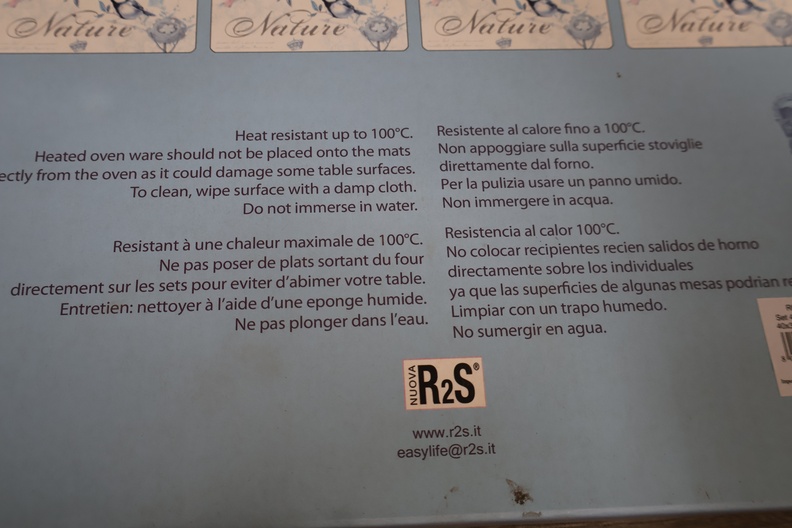 Nature
Nature
Nature
Nature
Heat resistant up to 100°C.
Heated oven ware should not be placed onto the mats
from the oven as it could damage some table surfaces.
To clean, wipe surface with a damp cloth.
Do not immerse in water.
Resistente al calore fino a 100°C.
Non appoggiare sulla superficie stoviglie
direttamente dal forno.
Per la pulizia usare un panno umido.
Non immergere in acqua.
Resistant à une chaleur maximale de 100°C.
Ne pas poser de plats sortant du four
directement sur les sets pour eviter d'abimer votre table.
Entretien: nettoyer à l'aide d'une eponge humide.
Ne pas plonger dans l'eau.
Resistencia al calor 100°C.
No colocar recipientes recien salidos de horno
directamente sobre los individuales
ya que las superficies de algunas mesas podrian
Limpiar con un trapo humedo.
No sumergir en agua.
NUOVA R2S®
www.r2s.it
easylife@r2s.it
Set